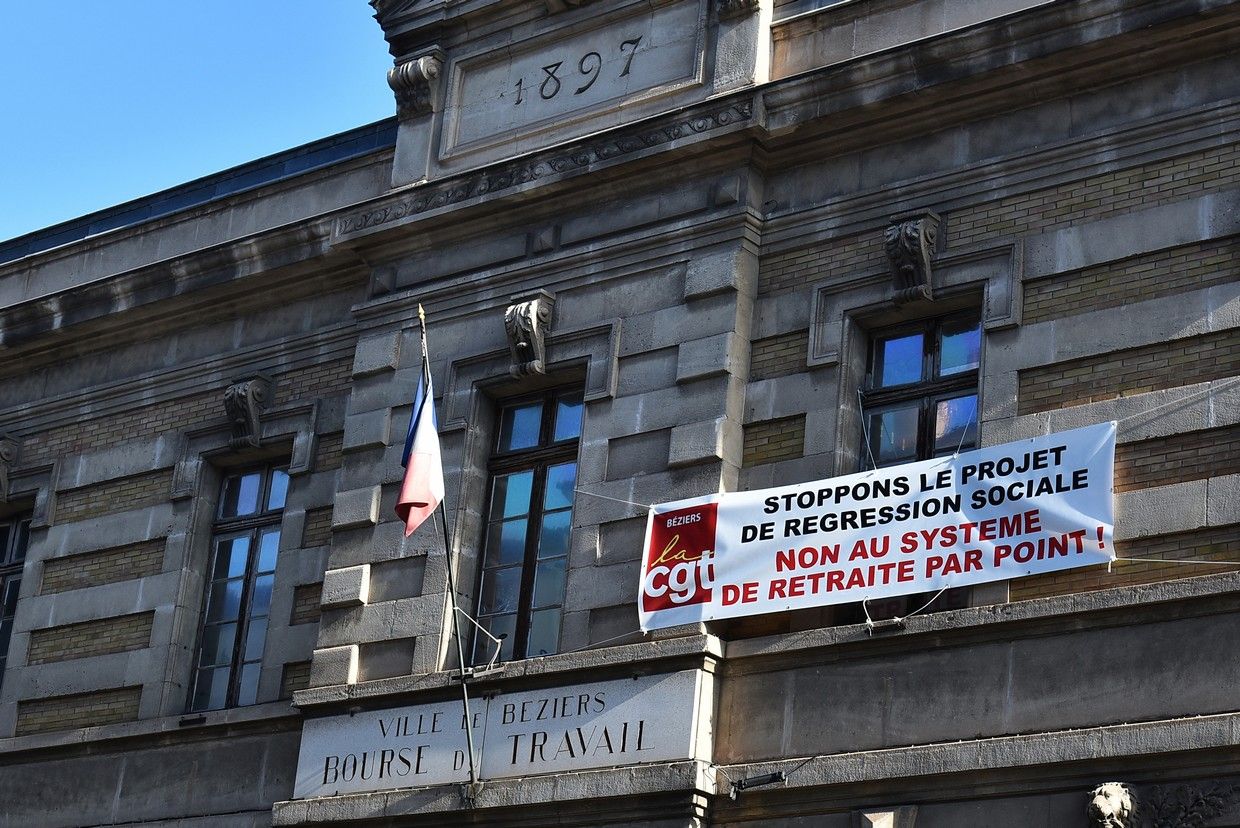 1897
BÉZIERS
la
cgt
STOPPONS LE PROJET
DE REGRESSION SOCIALE
NON AU SYSTEME
DE RETRAITE PAR POINT !
VILLE DE BEZIERS
BOURSE DU TRAVAIL